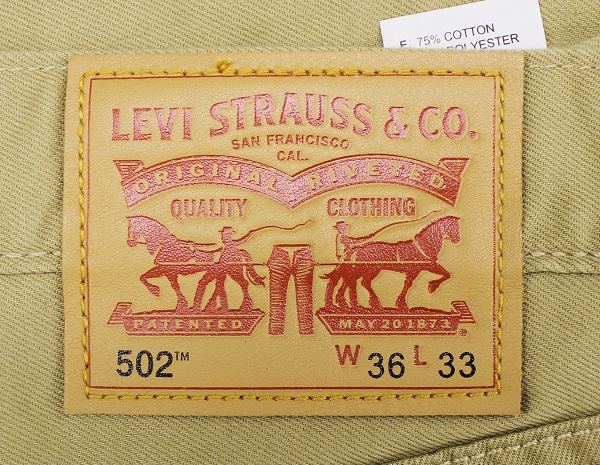 F 75% COTTON
POLYESTER
LEVI STRAUSS & CO.
SAN FRANCISCO
CAL.
ORIGINAL RIVETED
QUALITY CLOTHING
PATENTED MAY 20 1873
502™ W 36 L 33